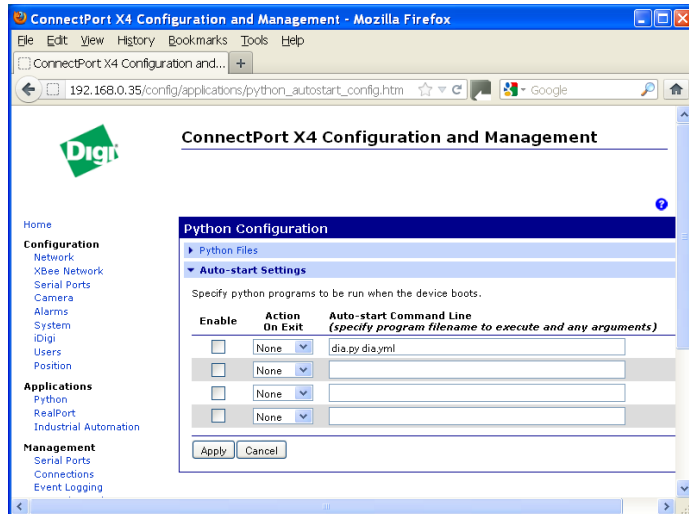 ConnectPort X4 Configuration and Management - Mozilla Firefox
File Edit View History Bookmarks Tools Help
ConnectPort X4 Configuration and... +
192.168.0.35/config/applications/python_autostart_config.htm Google
Digi
ConnectPort X4 Configuration and Management
?
Home
Configuration
Network
XBee Network
Serial Ports
Camera
Alarms
System
iDigi
Users
Position
Applications
Python
RealPort
Industrial Automation
Management
Serial Ports
Connections
Event Logging
Python Configuration
Python Files
Auto-start Settings
Specify python programs to be run when the device boots.
Enable Action On Exit Auto-start Command Line (specify program filename to execute and any arguments)
None dia.py dia.yml
None
None
None
Apply Cancel